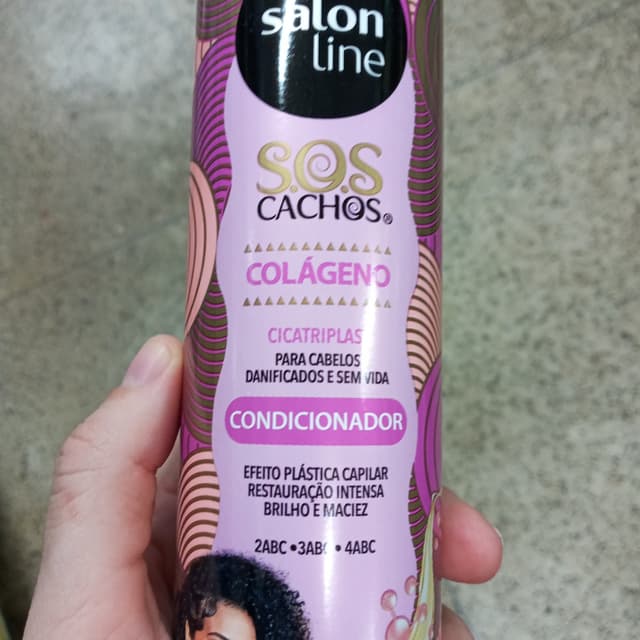 salon
line
S.O.S
CACHOS®
COLÁGENO
CICATRIPLAS
PARA CABELOS
DANIFICADOS E SEM VIDA
CONDICIONADOR
EFEITO PLÁSTICA CAPILAR
RESTAURAÇÃO INTENSA
BRILHO E MACIEZ
2ABC • 3ABC • 4ABC